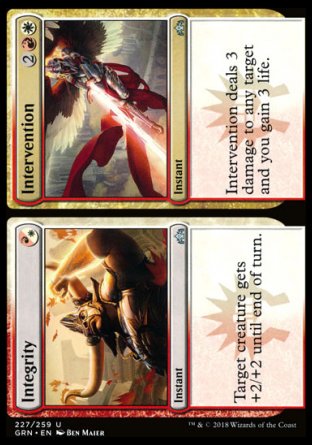 Integrity
Instant
Target creature gets
+2/+2 until end of turn.
Intervention
2
Instant
Intervention deals 3
damage to any target
and you gain 3 life.
227/259 U
GRN • EN Ben Maier
™ & © 2018 Wizards of the Coast